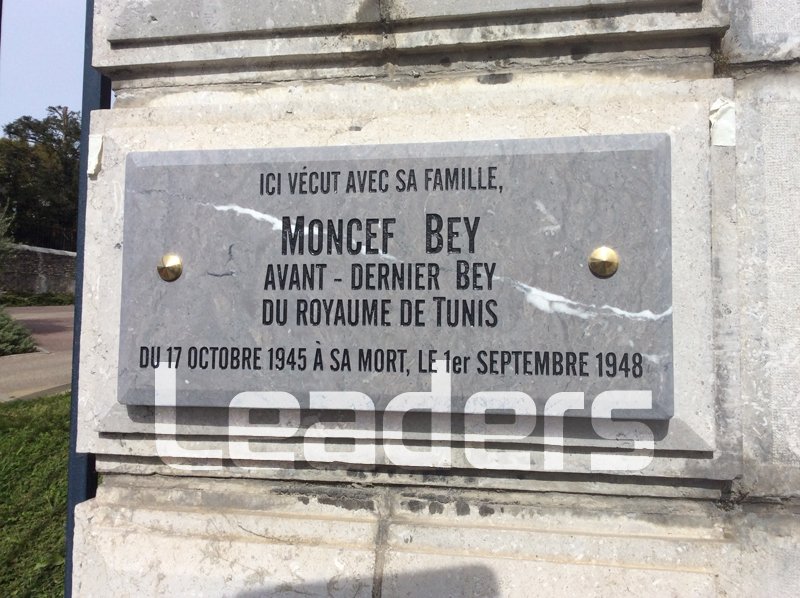 ICI VÉCUT AVEC SA FAMILLE,
MONCEF BEY
AVANT - DERNIER BEY
DU ROYAUME DE TUNIS
DU 17 OCTOBRE 1945 À SA MORT, LE 1er SEPTEMBRE 1948
Leaders